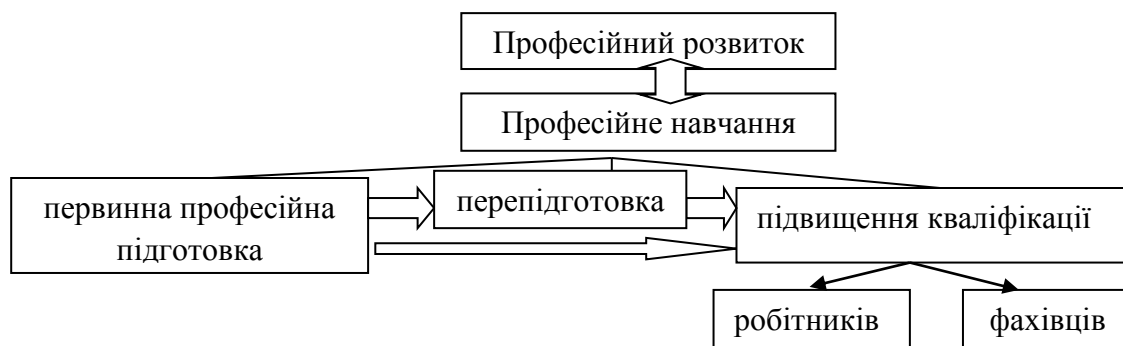 Професійний розвиток
Професійне навчання
первинна професійна
підготовка
перепідготовка
підвищення кваліфікації
робітників
фахівців